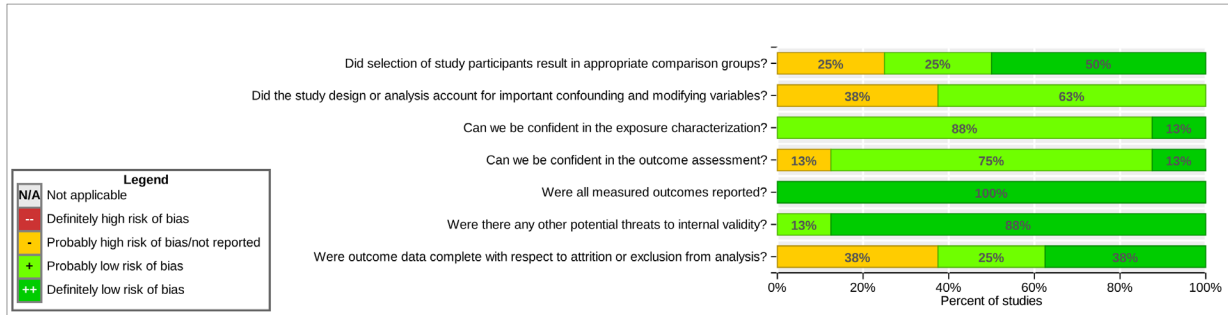 Did selection of study participants result in appropriate comparison groups?
25% 25% 50%
Did the study design or analysis account for important confounding and modifying variables?
38% 63%
Can we be confident in the exposure characterization?
88% 13%
Can we be confident in the outcome assessment?
13% 75% 13%
Were all measured outcomes reported?
100%
Were there any other potential threats to internal validity?
13% 88%
Were outcome data complete with respect to attrition or exclusion from analysis?
38% 25% 38%
0% 20% 40% 60% 80% 100%
Percent of studies
Legend
N/A Not applicable
-- Definitely high risk of bias
- Probably high risk of bias/not reported
+ Probably low risk of bias
++ Definitely low risk of bias